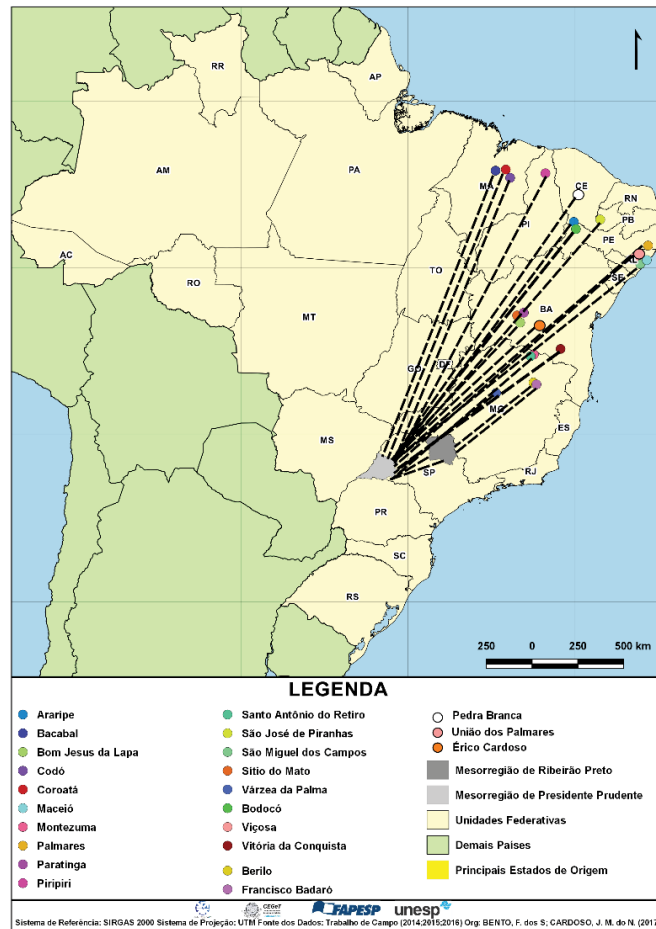 RR
AP
AM
PA
MA
CE
RN
PB
PI
PE
AL
SE
AC
TO
RO
BA
MT
GO
DF
MG
MS
ES
SP
RJ
PR
SC
RS
250 0 250 500 km
LEGENDA
Araripe
Bacabal
Bom Jesus da Lapa
Codó
Coroatá
Maceió
Montezuma
Palmares
Paratinga
Piripiri
Santo Antônio do Retiro
São José de Piranhas
São Miguel dos Campos
Sítio do Mato
Várzea da Palma
Bodocó
Viçosa
Vitória da Conquista
Berilo
Francisco Badaró
Pedra Branca
União dos Palmares
Érico Cardoso
Mesorregião de Ribeirão Preto
Mesorregião de Presidente Prudente
Unidades Federativas
Demais Países
Principais Estados de Origem
CEGeT
FAPESP
unesp
Sistema de Referência: SIRGAS 2000 Sistema de Projeção: UTM Fonte dos Dados: Trabalho de Campo (2014;2015;2016) Org: BENTO, F. dos S; CARDOSO, J. M. do N. (2017